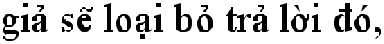 giả sẽ loại bỏ trả lời đó,